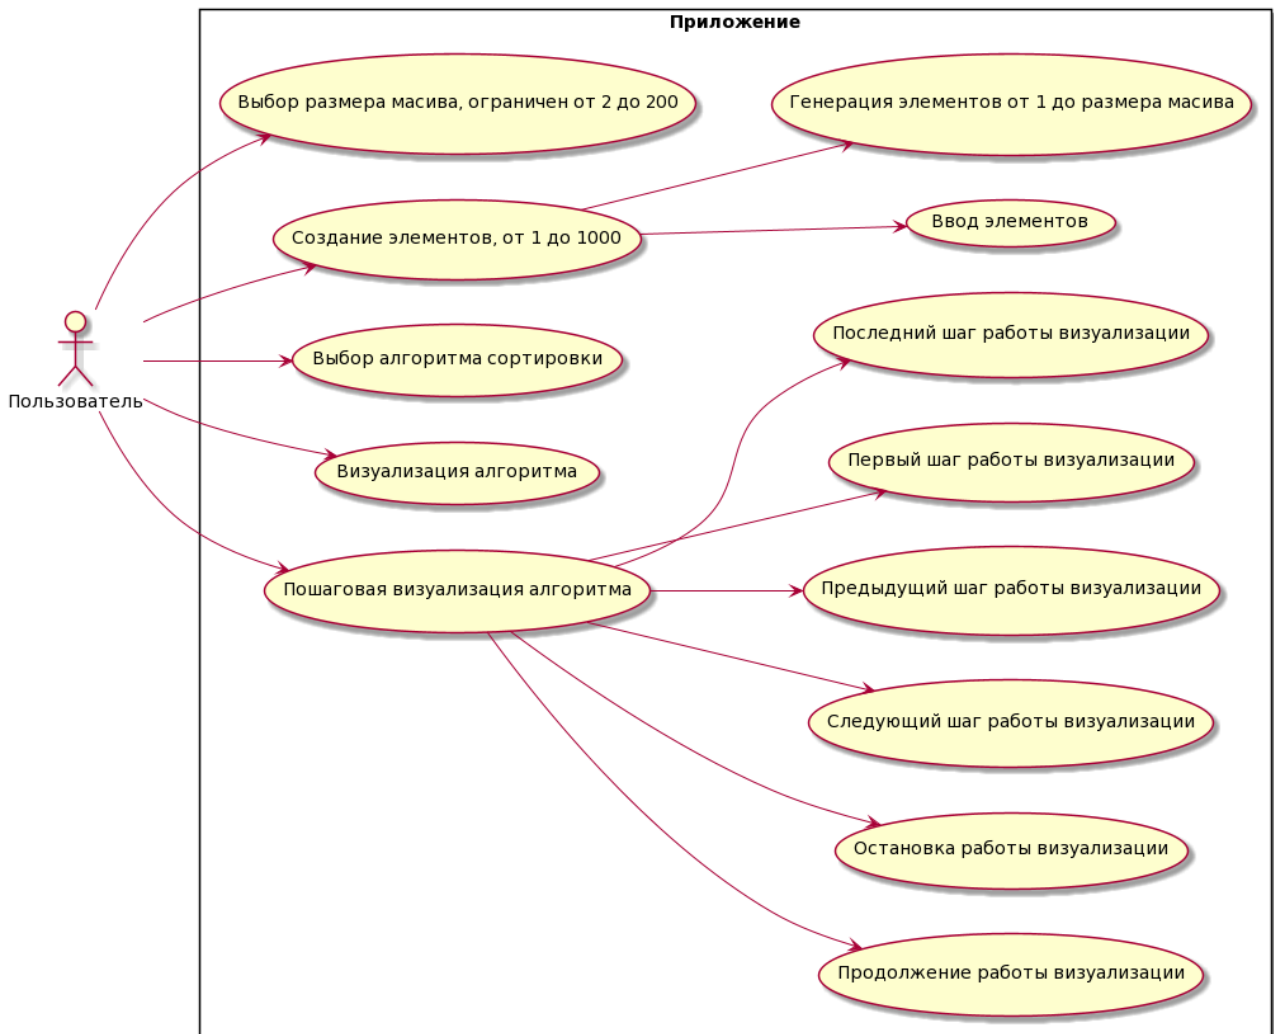 Приложение
Выбор размера масива, ограничен от 2 до 200
Генерация элементов от 1 до размера масива
Создание элементов, от 1 до 1000
Ввод элементов
Последний шаг работы визуализации
Выбор алгоритма сортировки
Пользователь
Первый шаг работы визуализации
Визуализация алгоритма
Пошаговая визуализация алгоритма
Предыдущий шаг работы визуализации
Следующий шаг работы визуализации
Остановка работы визуализации
Продолжение работы визуализации